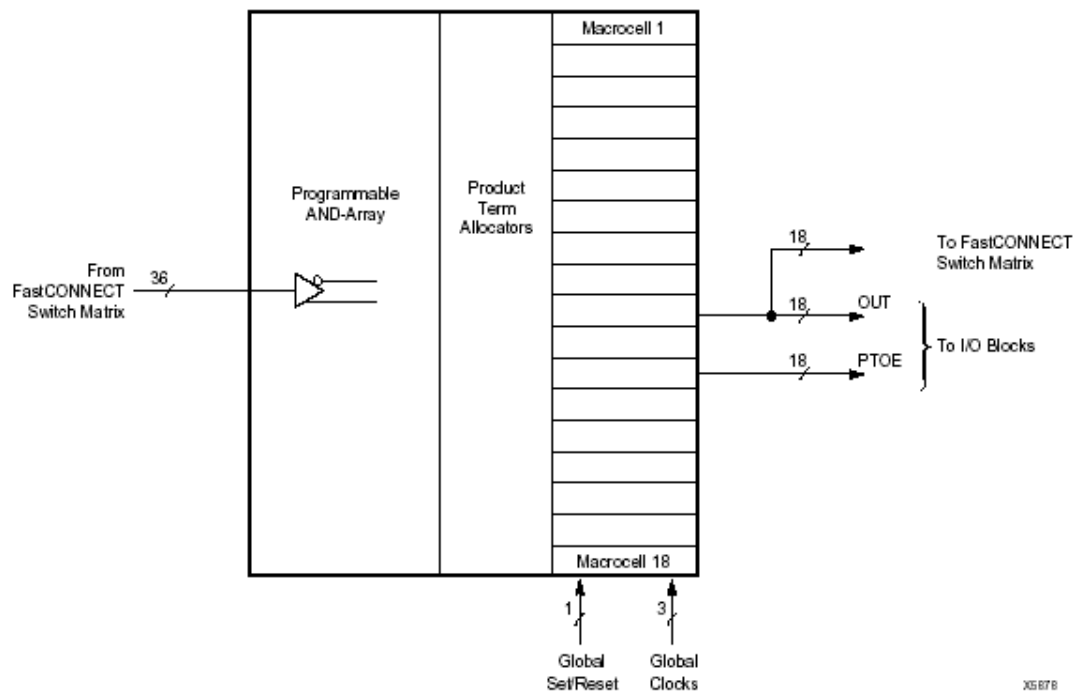 Macrocell 1
Programmable
AND-Array
Product
Term
Allocators
From
FastCONNECT
Switch Matrix
36
18
To FastCONNECT
Switch Matrix
18
OUT
To I/O Blocks
18
PTOE
Macrocell 18
1
3
Global
Set/Reset
Global
Clocks
X5878